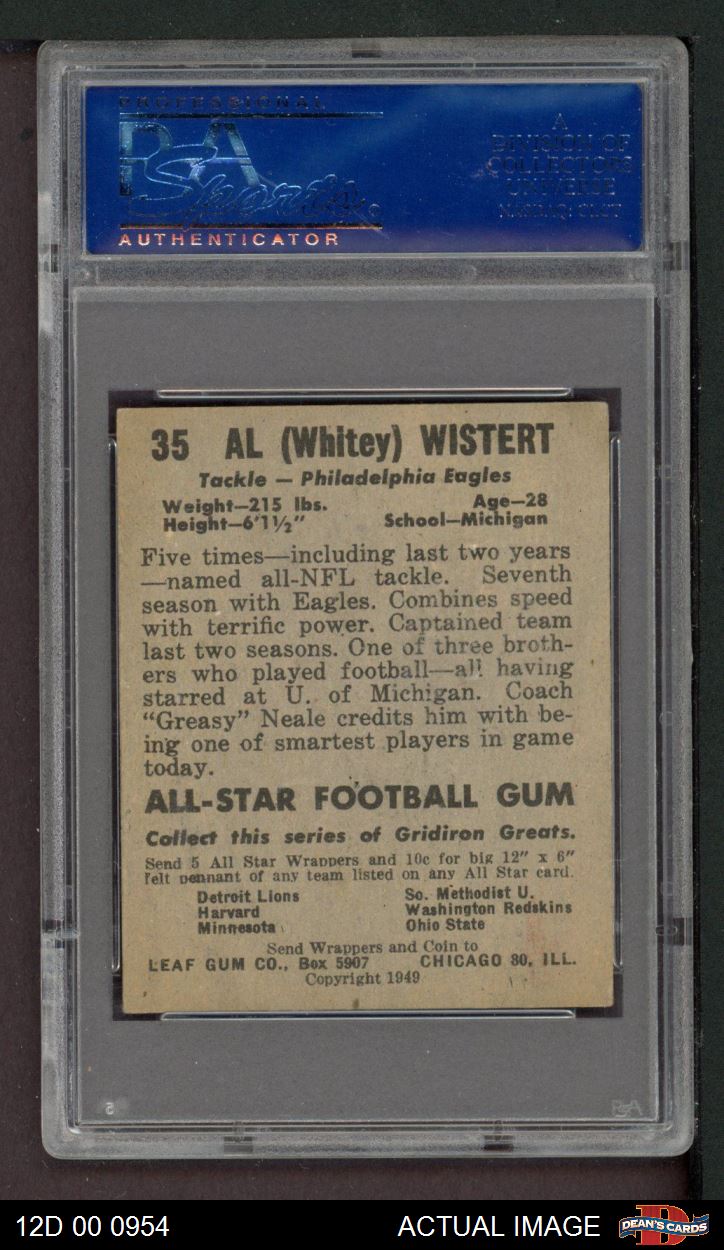 PROFESSIONAL
PSA
Sports
AUTHENTICATOR
A
DIVISION OF
COLLECTORS
UNIVERSE
NASDAQ: CLCT
35 AL (Whitey) WISTERT
Tackle — Philadelphia Eagles
Weight—215 lbs. Age—28
Height—6'1½" School—Michigan
Five times—including last two years
—named all-NFL tackle. Seventh
season with Eagles. Combines speed
with terrific power. Captained team
last two seasons. One of three broth-
ers who played football—all having
starred at U. of Michigan. Coach
"Greasy" Neale credits him with be-
ing one of smartest players in game
today.
ALL-STAR FOOTBALL GUM
Collect this series of Gridiron Greats.
Send 5 All Star Wrappers and 10c for big 12" x 6"
felt pennant of any team listed on any All Star card.
Detroit Lions So. Methodist U.
Harvard Washington Redskins
Minnesota Ohio State
Send Wrappers and Coin to
LEAF GUM CO., Box 5907 CHICAGO 80, ILL.
Copyright 1949
5 PSA
12D 00 0954 ACTUAL IMAGE DEAN'S CARDS